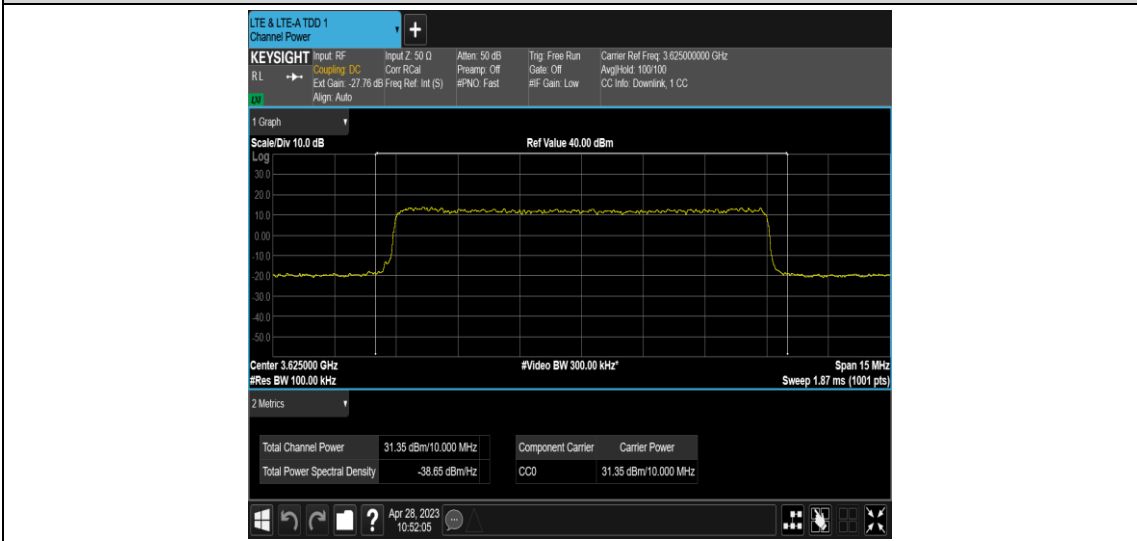 LTE & LTE-A TDD 1
Channel Power
+
KEYSIGHT Input: RF Input Z: 50 Ω Atten: 50 dB Trig: Free Run Carrier Ref Freq: 3.625000000 GHz
RL Coupling: DC Corr RCal Preamp: Off Gate: Off Avg|Hold: 100/100
Ext Gain: -27.76 dB Freq Ref: Int (S) #PNO: Fast #IF Gain: Low CC Info: Downlink, 1 CC
LXI Align: Auto
1 Graph
Scale/Div 10.0 dB Ref Value 40.00 dBm
Log
30.0
20.0
10.0
0.00
-10.0
-20.0
-30.0
-40.0
-50.0
Center 3.625000 GHz #Video BW 300.00 kHz* Span 15 MHz
#Res BW 100.00 kHz Sweep 1.87 ms (1001 pts)
2 Metrics
Total Channel Power 31.35 dBm/10.000 MHz Component Carrier Carrier Power
Total Power Spectral Density -38.65 dBm/Hz CC0 31.35 dBm/10.000 MHz
? Apr 28, 2023
10:52:05